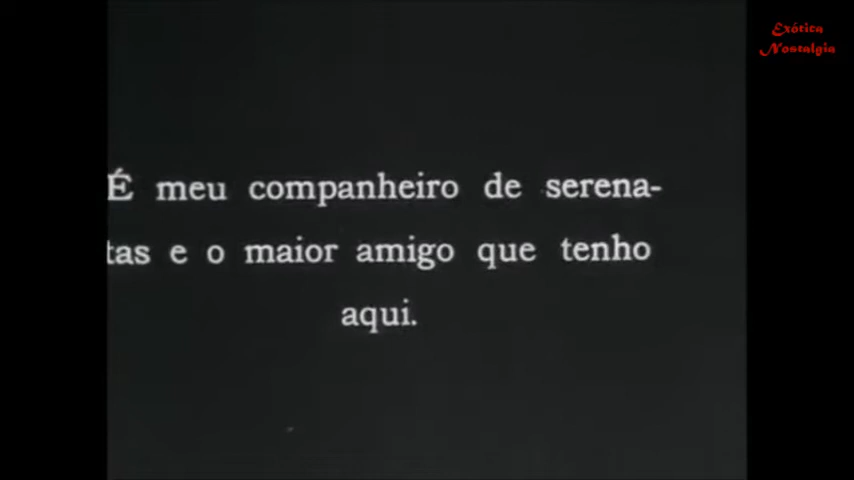 Exótica
Nostalgia
É meu companheiro de serena-
tas e o maior amigo que tenho
aqui.